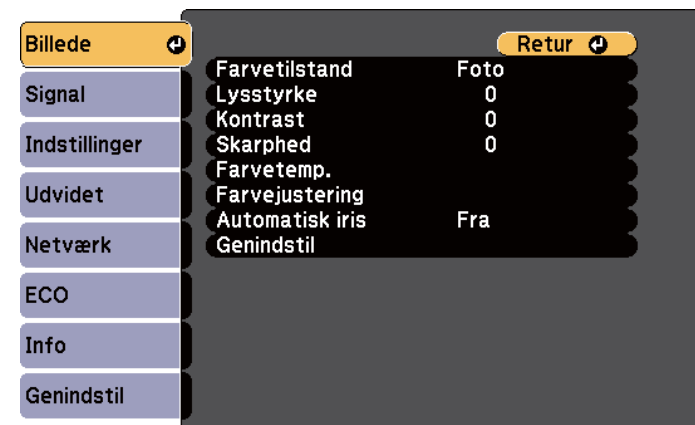 Billede
Signal
Indstillinger
Udvidet
Netværk
ECO
Info
Genindstil
Retur
Farvetilstand Foto
Lysstyrke 0
Kontrast 0
Skarphed 0
Farvetemp.
Farvejustering
Automatisk iris Fra
Genindstil